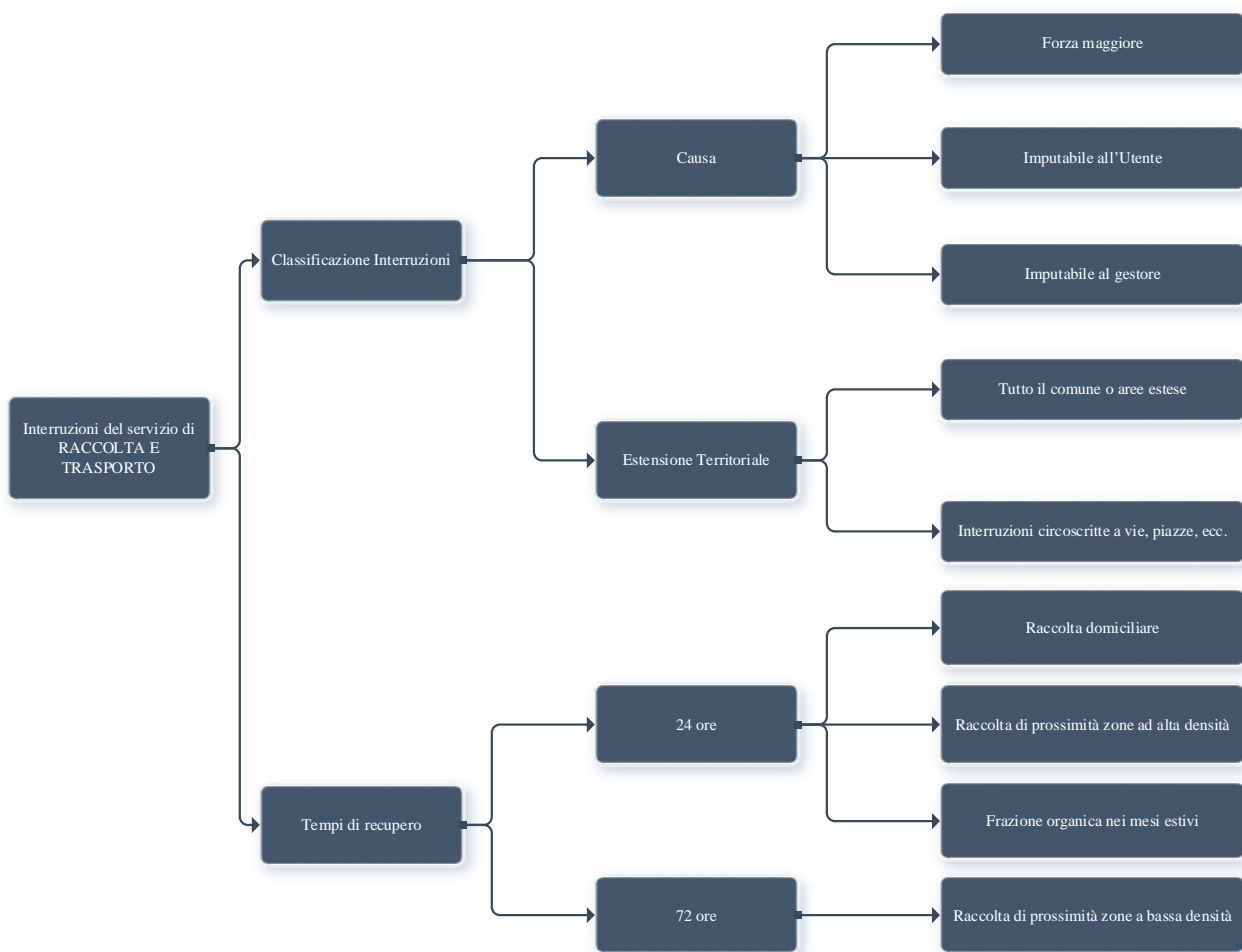 Forza maggiore
Causa
Imputabile all’Utente
Classificazione Interruzioni
Imputabile al gestore
Tutto il comune o aree estese
Interruzioni del servizio di
RACCOLTA E
TRASPORTO
Estensione Territoriale
Interruzioni circoscritte a vie, piazze, ecc.
Raccolta domiciliare
24 ore
Raccolta di prossimità zone ad alta densità
Tempi di recupero
Frazione organica nei mesi estivi
72 ore
Raccolta di prossimità zone a bassa densità